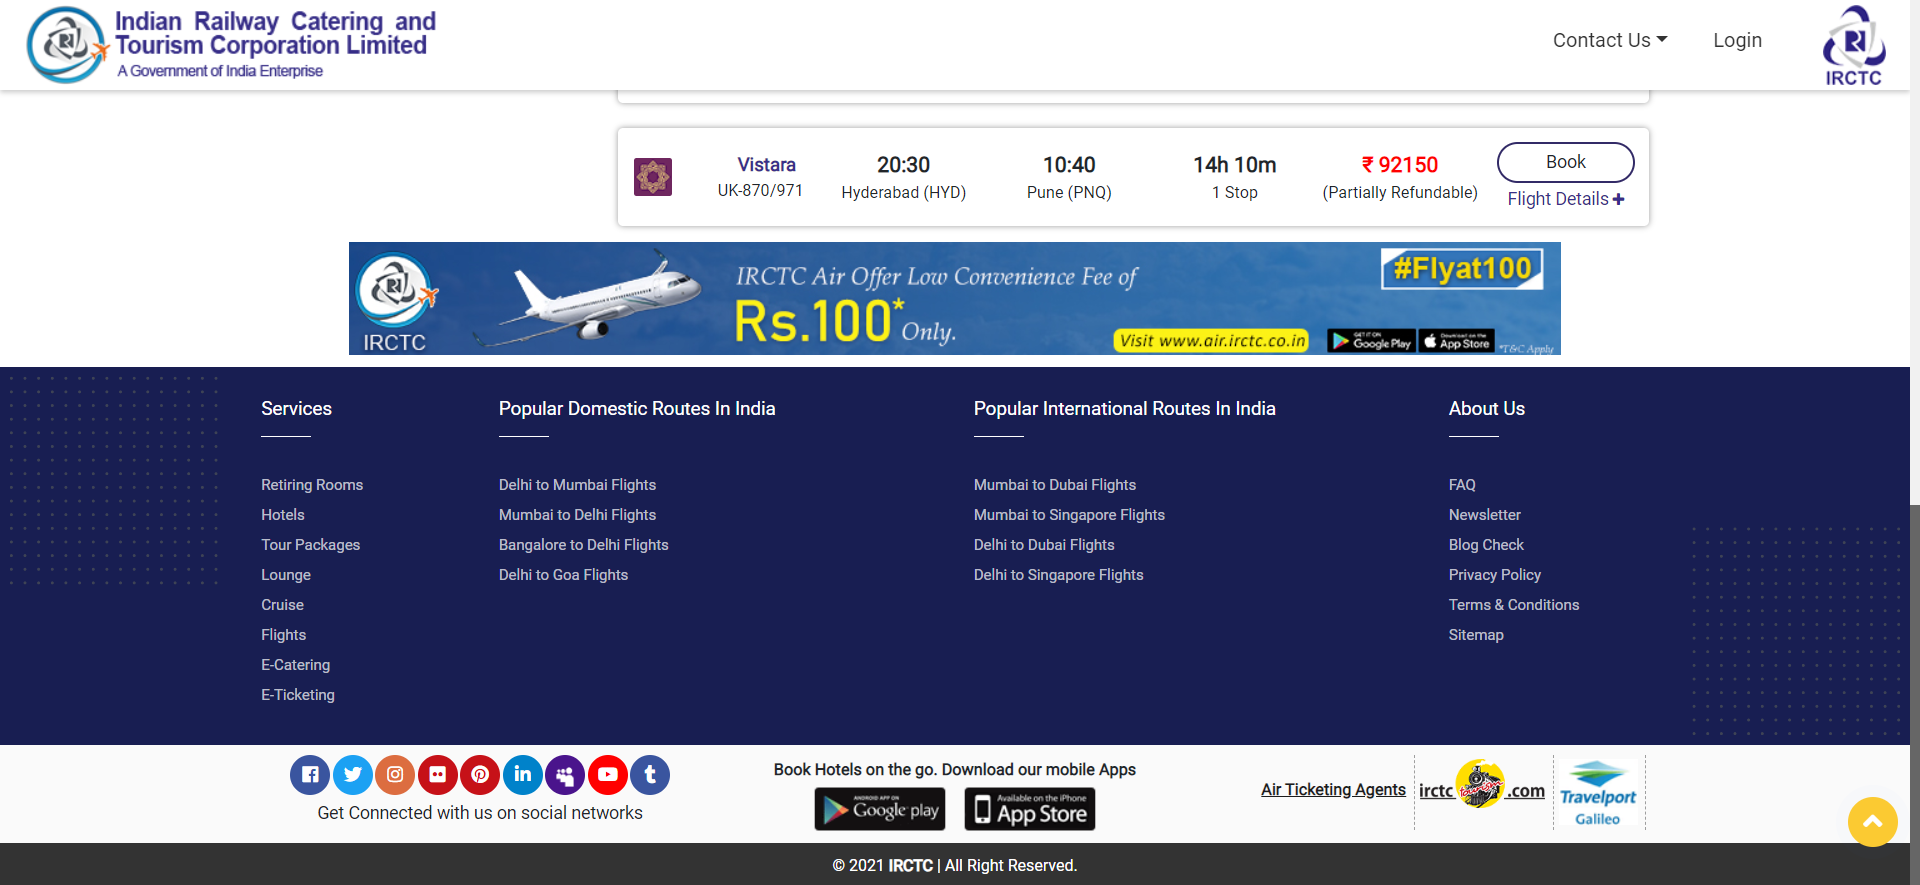 Indian Railway Catering and
Tourism Corporation Limited
A Government of India Enterprise
Contact Us
Login
IRCTC
Vistara
UK-870/971
20:30
Hyderabad (HYD)
10:40
Pune (PNQ)
14h 10m
1 Stop
₹ 92150
(Partially Refundable)
Book
Flight Details
IRCTC
IRCTC Air Offer Low Convenience Fee of
Rs.100* Only.
#Flyat100
Visit www.air.irctc.co.in
GET IT ON
Google Play
Download on the
App Store
*T&C Apply
Services
Retiring Rooms
Hotels
Tour Packages
Lounge
Cruise
Flights
E-Catering
E-Ticketing
Popular Domestic Routes In India
Delhi to Mumbai Flights
Mumbai to Delhi Flights
Bangalore to Delhi Flights
Delhi to Goa Flights
Popular International Routes In India
Mumbai to Dubai Flights
Mumbai to Singapore Flights
Delhi to Dubai Flights
Delhi to Singapore Flights
About Us
FAQ
Newsletter
Blog Check
Privacy Policy
Terms & Conditions
Sitemap
Get Connected with us on social networks
Book Hotels on the go. Download our mobile Apps
ANDROID APP ON
Google play
Available on the iPhone
App Store
Air Ticketing Agents
irctc tourism .com
Travelport
Galileo
© 2021 IRCTC | All Right Reserved.